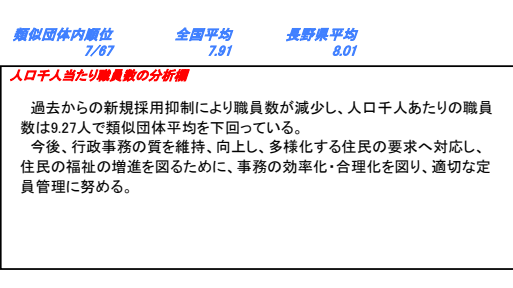 類似団体内順位 全国平均 長野県平均
7/67 7.91 8.01
人口千人当たり職員数の分析欄
過去からの新規採用抑制により職員数が減少し、人口千人あたりの職員
数は9.27人で類似団体平均を下回っている。
今後、行政事務の質を維持、向上し、多様化する住民の要求へ対応し、
住民の福祉の増進を図るために、事務の効率化・合理化を図り、適切な定
員管理に努める。